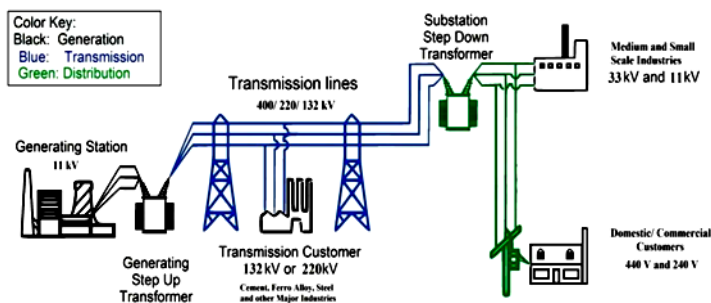 Color Key:
Black: Generation
Blue: Transmission
Green: Distribution
Substation
Step Down
Transformer
Medium and Small
Scale Industries
33kV and 11kV
Transmission lines
400/ 220/ 132 kV
Generating Station
11 kV
Generating
Step Up
Transformer
Transmission Customer
132kV or 220kV
Cement, Ferro Alloy, Steel
and other Major Industries
Domestic/ Commercial
Customers
440 V and 240 V